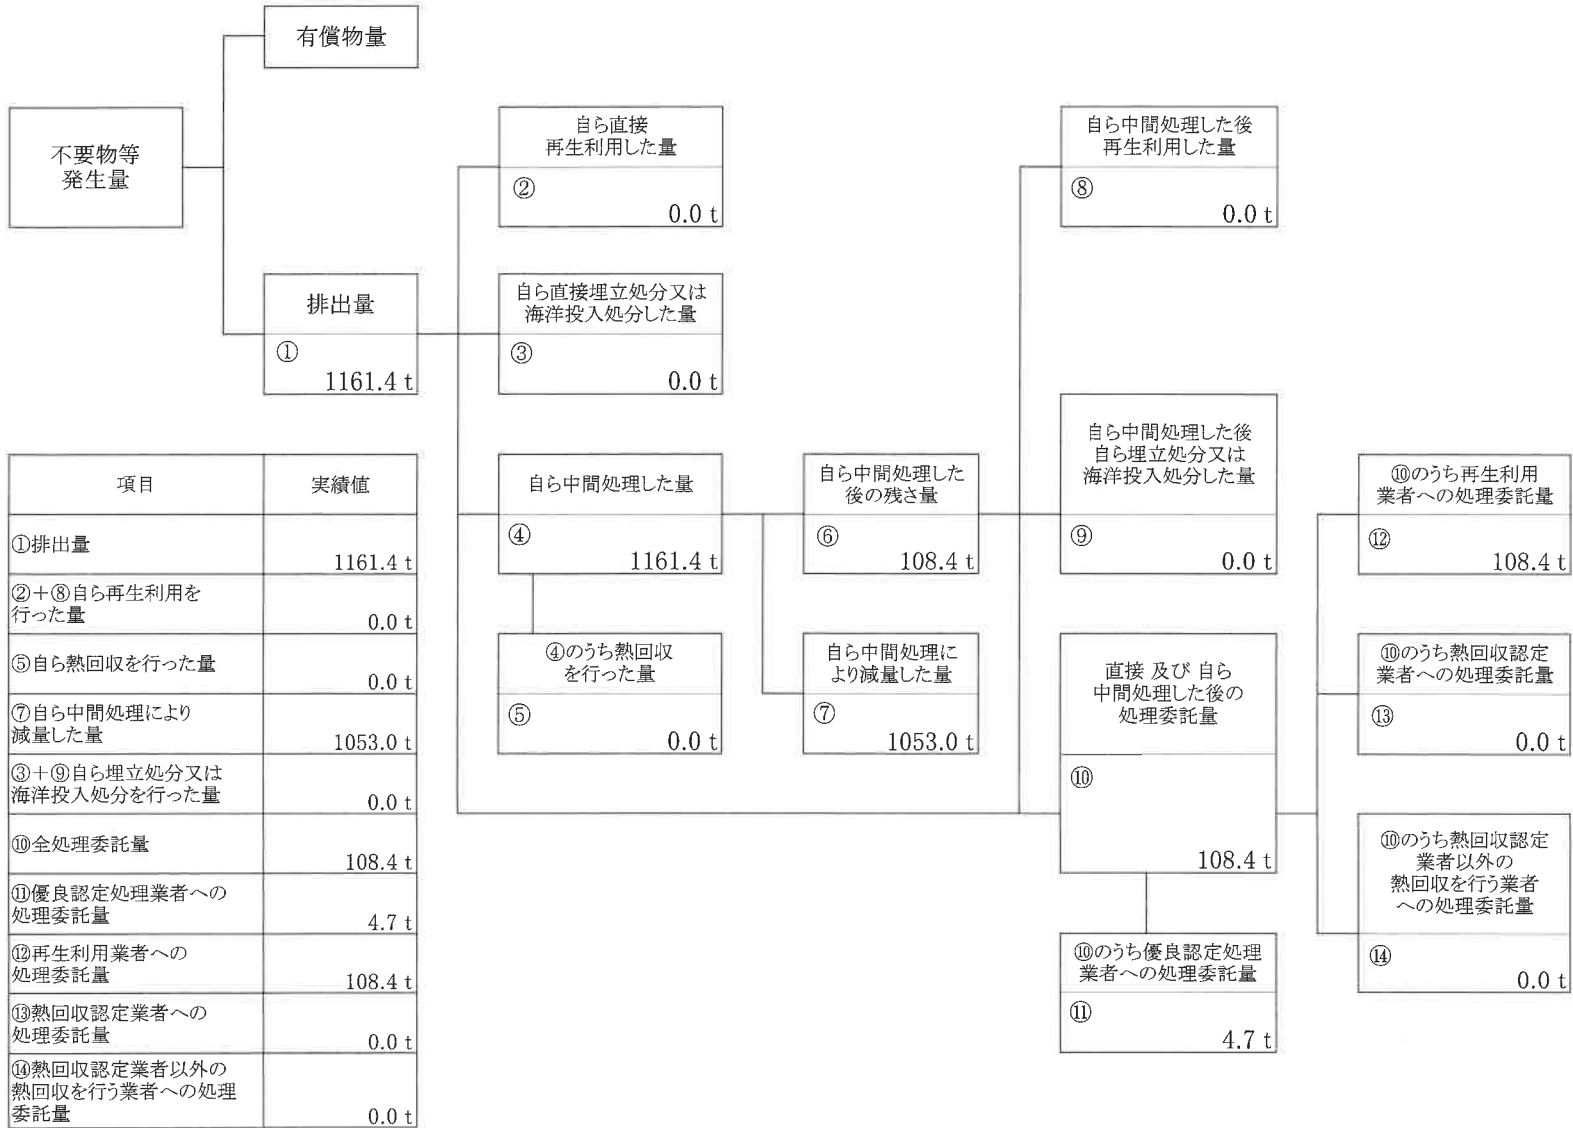 有償物量
不要物等
発生量
排出量
①
1161.4 t
自ら直接
再生利用した量
②
0.0 t
自ら直接埋立処分又は
海洋投入処分した量
③
0.0 t
自ら中間処理した量
④
1161.4 t
④のうち熱回収
を行った量
⑤
0.0 t
自ら中間処理した
後の残さ量
⑥
108.4 t
自ら中間処理に
より減量した量
⑦
1053.0 t
自ら中間処理した後
再生利用した量
⑧
0.0 t
自ら中間処理した後
自ら埋立処分又は
海洋投入処分した量
⑨
0.0 t
直接 及び 自ら
中間処理した後の
処理委託量
⑩
108.4 t
⑩のうち優良認定処理
業者への処理委託量
⑪
4.7 t
⑩のうち再生利用
業者への処理委託量
⑫
108.4 t
⑩のうち熱回収認定
業者への処理委託量
⑬
0.0 t
⑩のうち熱回収認定
業者以外の
熱回収を行う業者
への処理委託量
⑭
0.0 t
項目 実績値
①排出量
1161.4 t
②+⑧自ら再生利用を
行った量
0.0 t
⑤自ら熱回収を行った量
0.0 t
⑦自ら中間処理により
減量した量
1053.0 t
③+⑨自ら埋立処分又は
海洋投入処分を行った量
0.0 t
⑩全処理委託量
108.4 t
⑪優良認定処理業者への
処理委託量
4.7 t
⑫再生利用業者への
処理委託量
108.4 t
⑬熱回収認定業者への
処理委託量
0.0 t
⑭熱回収認定業者以外の
熱回収を行う業者への処理
委託量
0.0 t